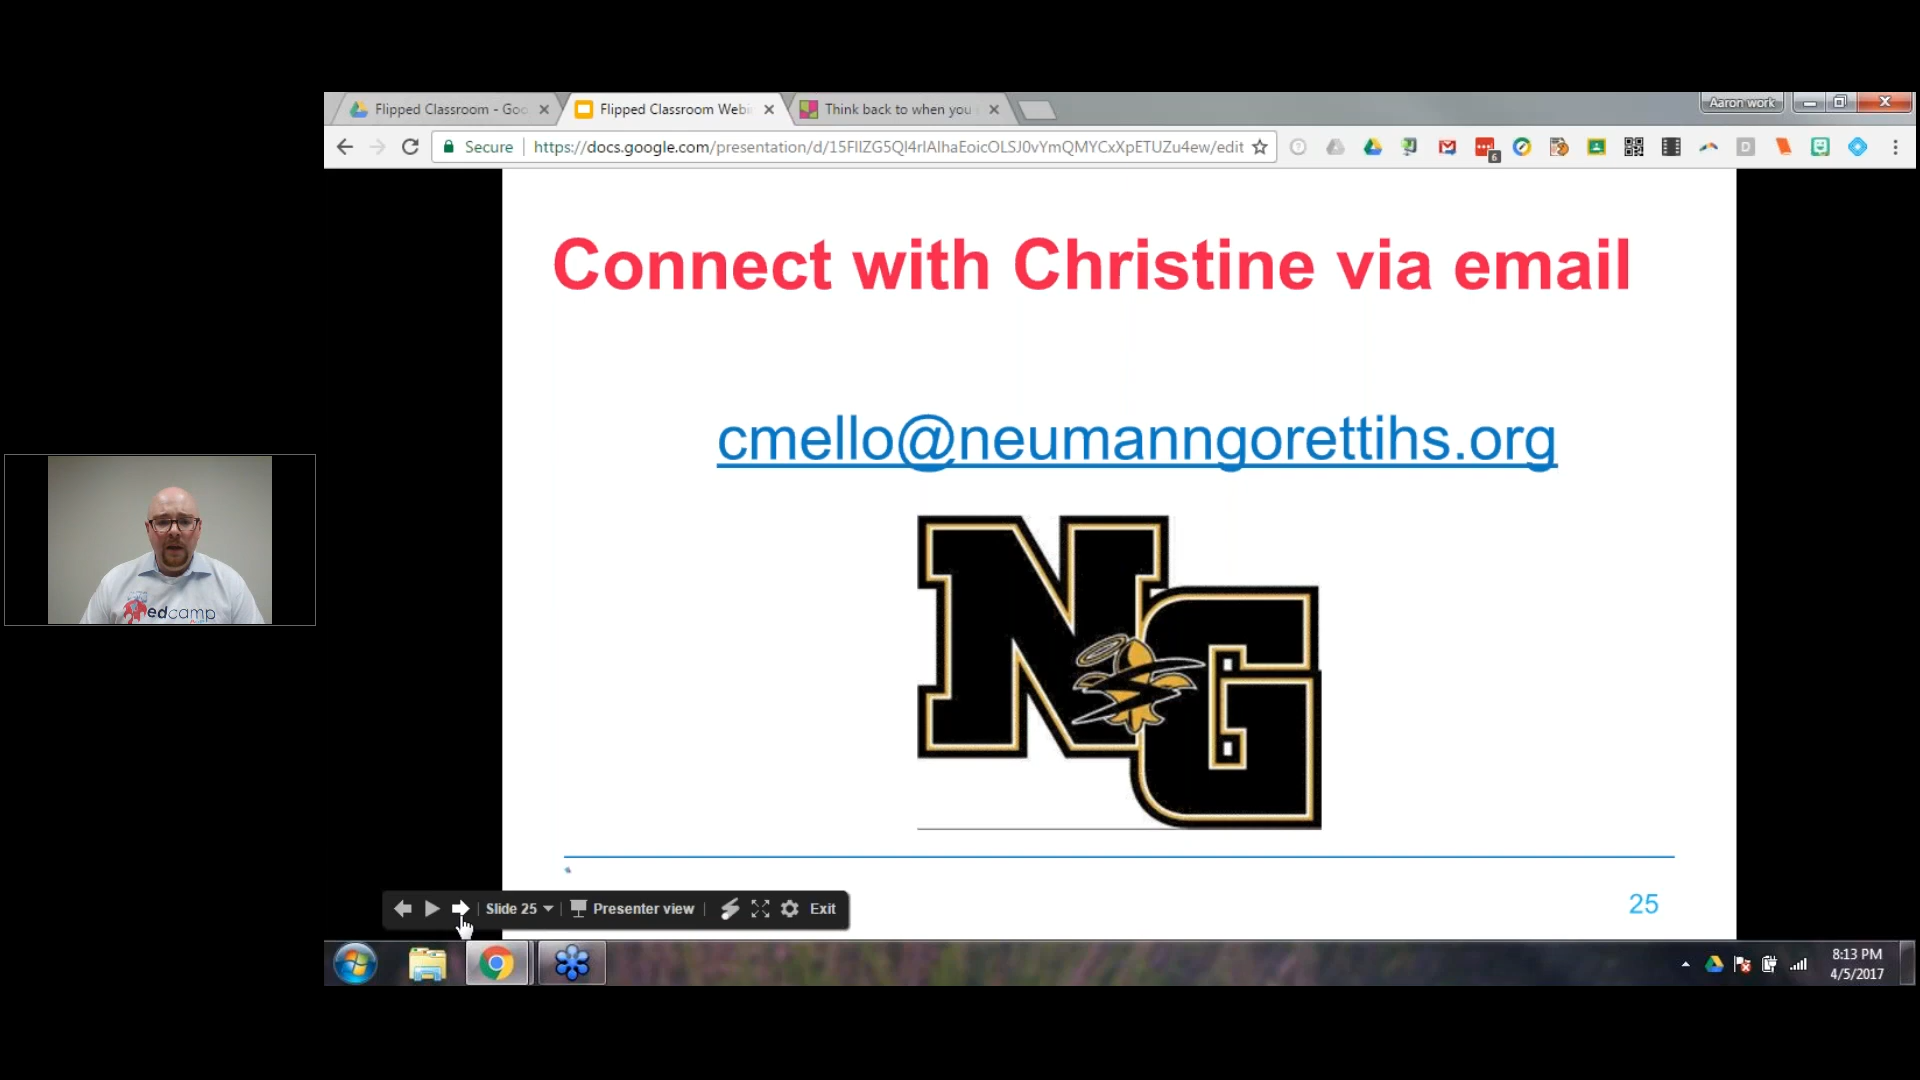 Flipped Classroom - Goo
Flipped Classroom Webi
Think back to when you
Aaron work
Secure
https://docs.google.com/presentation/d/15FIlZG5Ql4rlAlhaEoicOLSJ0vYmQMYCxXpETUZu4ew/edit
6
D
Connect with Christine via email
cmello@neumanngorettihs.org
NG
edcamp
25
Slide 25
Presenter view
Exit
8:13 PM
4/5/2017